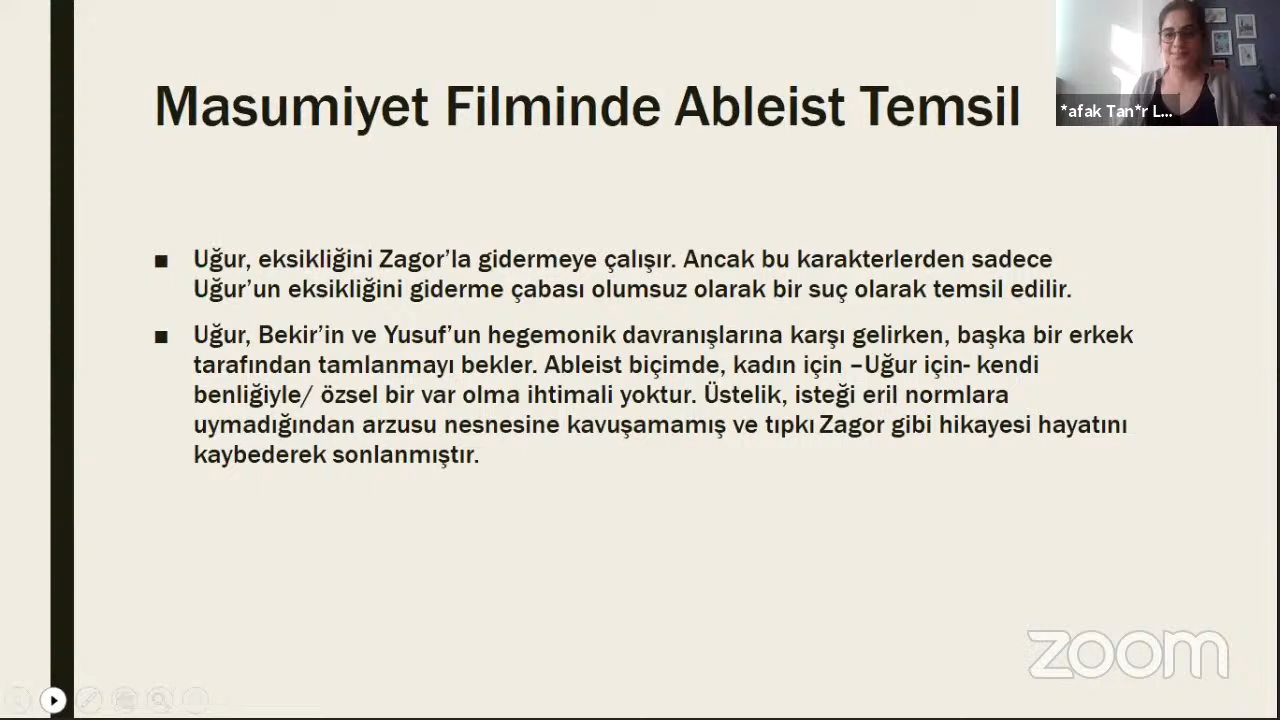 Masumiyet Filminde Ableist Temsil
*afak Tan*r L...
■ Uğur, eksikliğini Zagor’la gidermeye çalışır. Ancak bu karakterlerden sadece
Uğur’un eksikliğini giderme çabası olumsuz olarak bir suç olarak temsil edilir.
■ Uğur, Bekir’in ve Yusuf’un hegemonik davranışlarına karşı gelirken, başka bir erkek
tarafından tamlanmayı bekler. Ableist biçimde, kadın için –Uğur için- kendi
benliğiyle/ özsel bir var olma ihtimali yoktur. Üstelik, isteği eril normlara
uymadığından arzusu nesnesine kavuşamamış ve tıpkı Zagor gibi hikayesi hayatını
kaybederek sonlanmıştır.
zoom